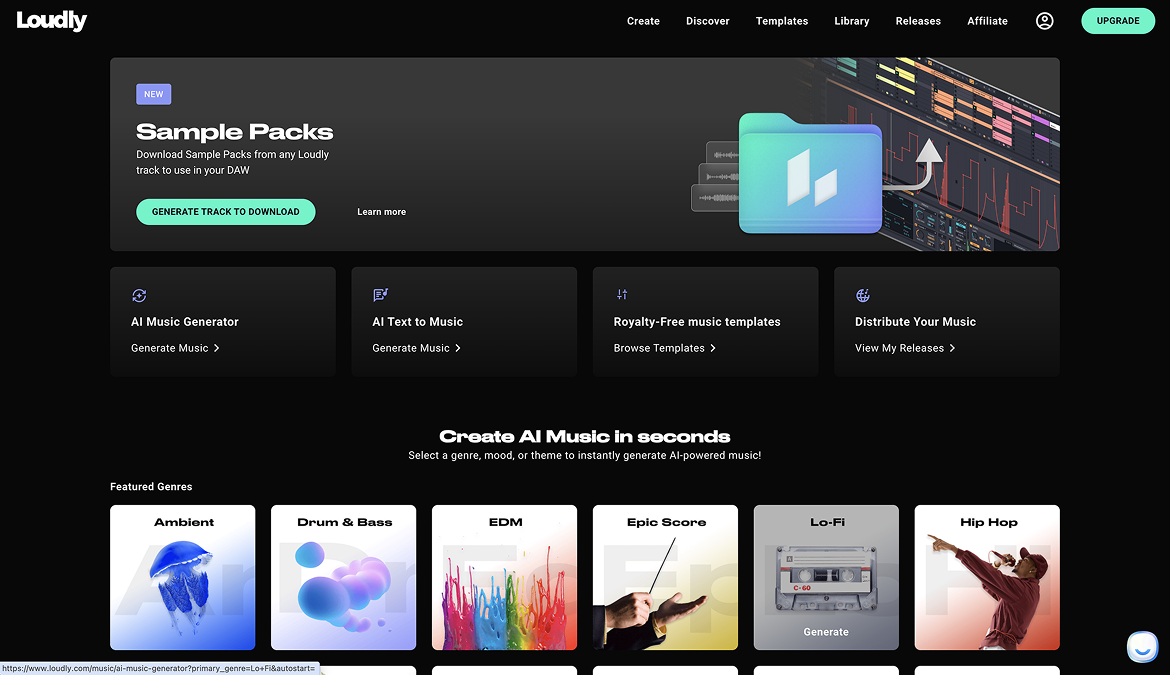 Loudly
Create Discover Templates Library Releases Affiliate UPGRADE
NEW
Sample Packs
Download Sample Packs from any Loudly
track to use in your DAW
GENERATE TRACK TO DOWNLOAD Learn more
AI Music Generator
Generate Music
AI Text to Music
Generate Music
Royalty-Free music templates
Browse Templates
Distribute Your Music
View My Releases
Create AI Music in seconds
Select a genre, mood, or theme to instantly generate AI-powered music!
Featured Genres
Ambient
Drum & Bass
EDM
Epic Score
Lo-Fi
A
C-60
Generate
Hip Hop
https://www.loudly.com/music/ai-music-generator?primary_genre=Lo+Fi&autostart=